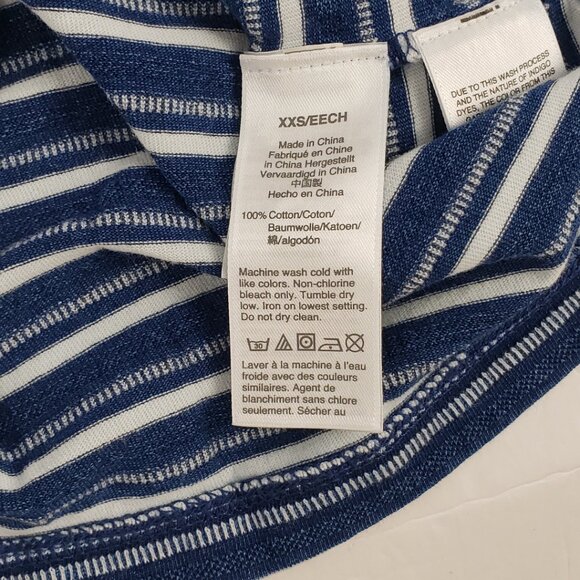 XXS/EECH
Made in China
Fabriqué en Chine
in China Hergestellt
Vervaardigd in China
中国製
Hecho en China
100% Cotton/Coton/
Baumwolle/Katoen/
綿/algodón
Machine wash cold with
like colors. Non-chlorine
bleach only. Tumble dry
low. Iron on lowest setting.
Do not dry clean.
30
Laver à la machine à l'eau
froide avec des couleurs
similaires. Agent de
blanchiment sans chlore
seulement. Sécher au
DUE TO THIS WASH PROCESS
AND THE NATURE OF INDIGO
DYES, THE COLOR FROM THIS